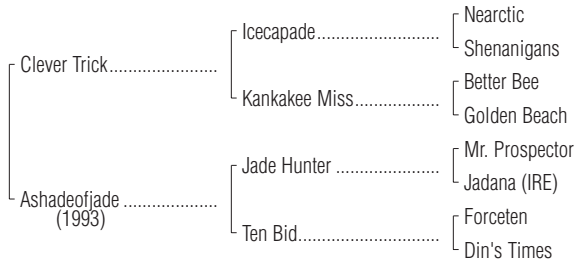 Nearctic
Icecapade
Shenanigans
Clever Trick
Better Bee
Kankakee Miss
Golden Beach
Mr. Prospector
Jade Hunter
Jadana (IRE)
Ashadeofjade
(1993)
Forceten
Ten Bid
Din's Times